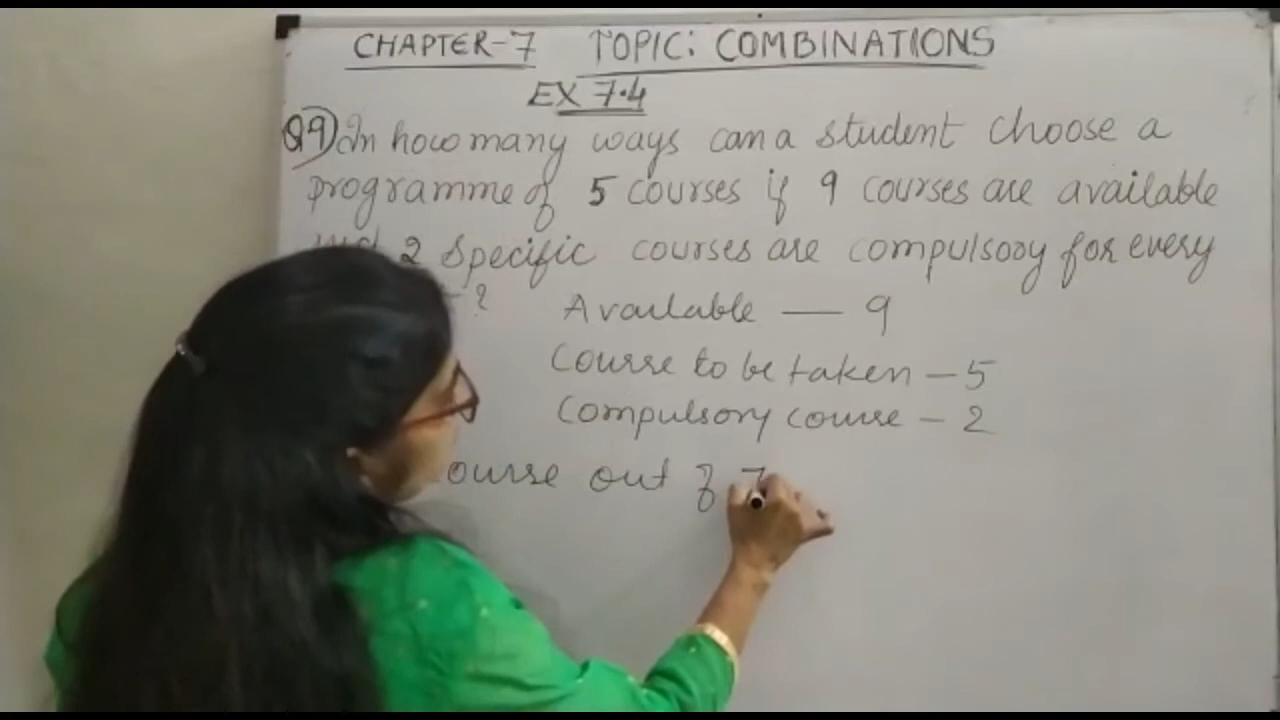 CHAPTER-7 TOPIC: COMBINATIONS
EX 7.4
Q9) In how many ways can a student choose a
programme of 5 courses if 9 courses are available
and 2 specific courses are compulsory for every
?
Available — 9
Course to be taken — 5
Compulsory course - 2
ourse out of 7